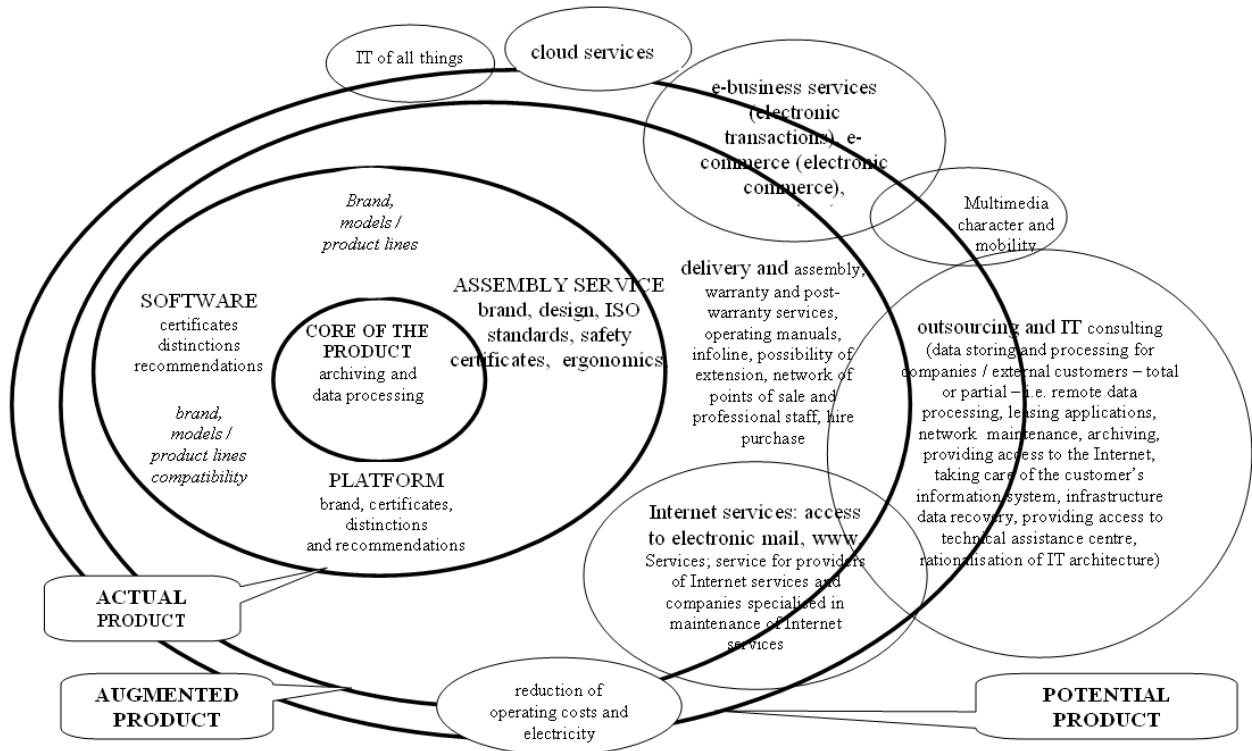 IT of all things
cloud services
e-business services
(electronic
transactions), e-
commerce (electronic
commerce),
Multimedia
character and
mobility
Brand,
models /
product lines
SOFTWARE
certificates
distinctions
recommendations
brand,
models /
product lines
compatibility
CORE OF THE
PRODUCT
archiving and
data processing
ASSEMBLY SERVICE
brand, design, ISO
standards, safety
certificates, ergonomics
PLATFORM
brand, certificates,
distinctions
and recommendations
delivery and assembly,
warranty and post-
warranty services,
operating manuals,
infoline, possibility of
extension, network of
points of sale and
professional staff, hire
purchase
outsourcing and IT consulting
(data storing and processing for
companies / external customers – total
or partial – i.e. remote data
processing, leasing applications,
network maintenance, archiving,
providing access to the Internet,
taking care of the customer's
information system, infrastructure
data recovery, providing access to
technical assistance centre,
rationalisation of IT architecture)
Internet services: access
to electronic mail, www.
Services; service for providers
of Internet services and
companies specialised in
maintenance of Internet
services
reduction of
operating costs and
electricity
ACTUAL
PRODUCT
AUGMENTED
PRODUCT
POTENTIAL
PRODUCT